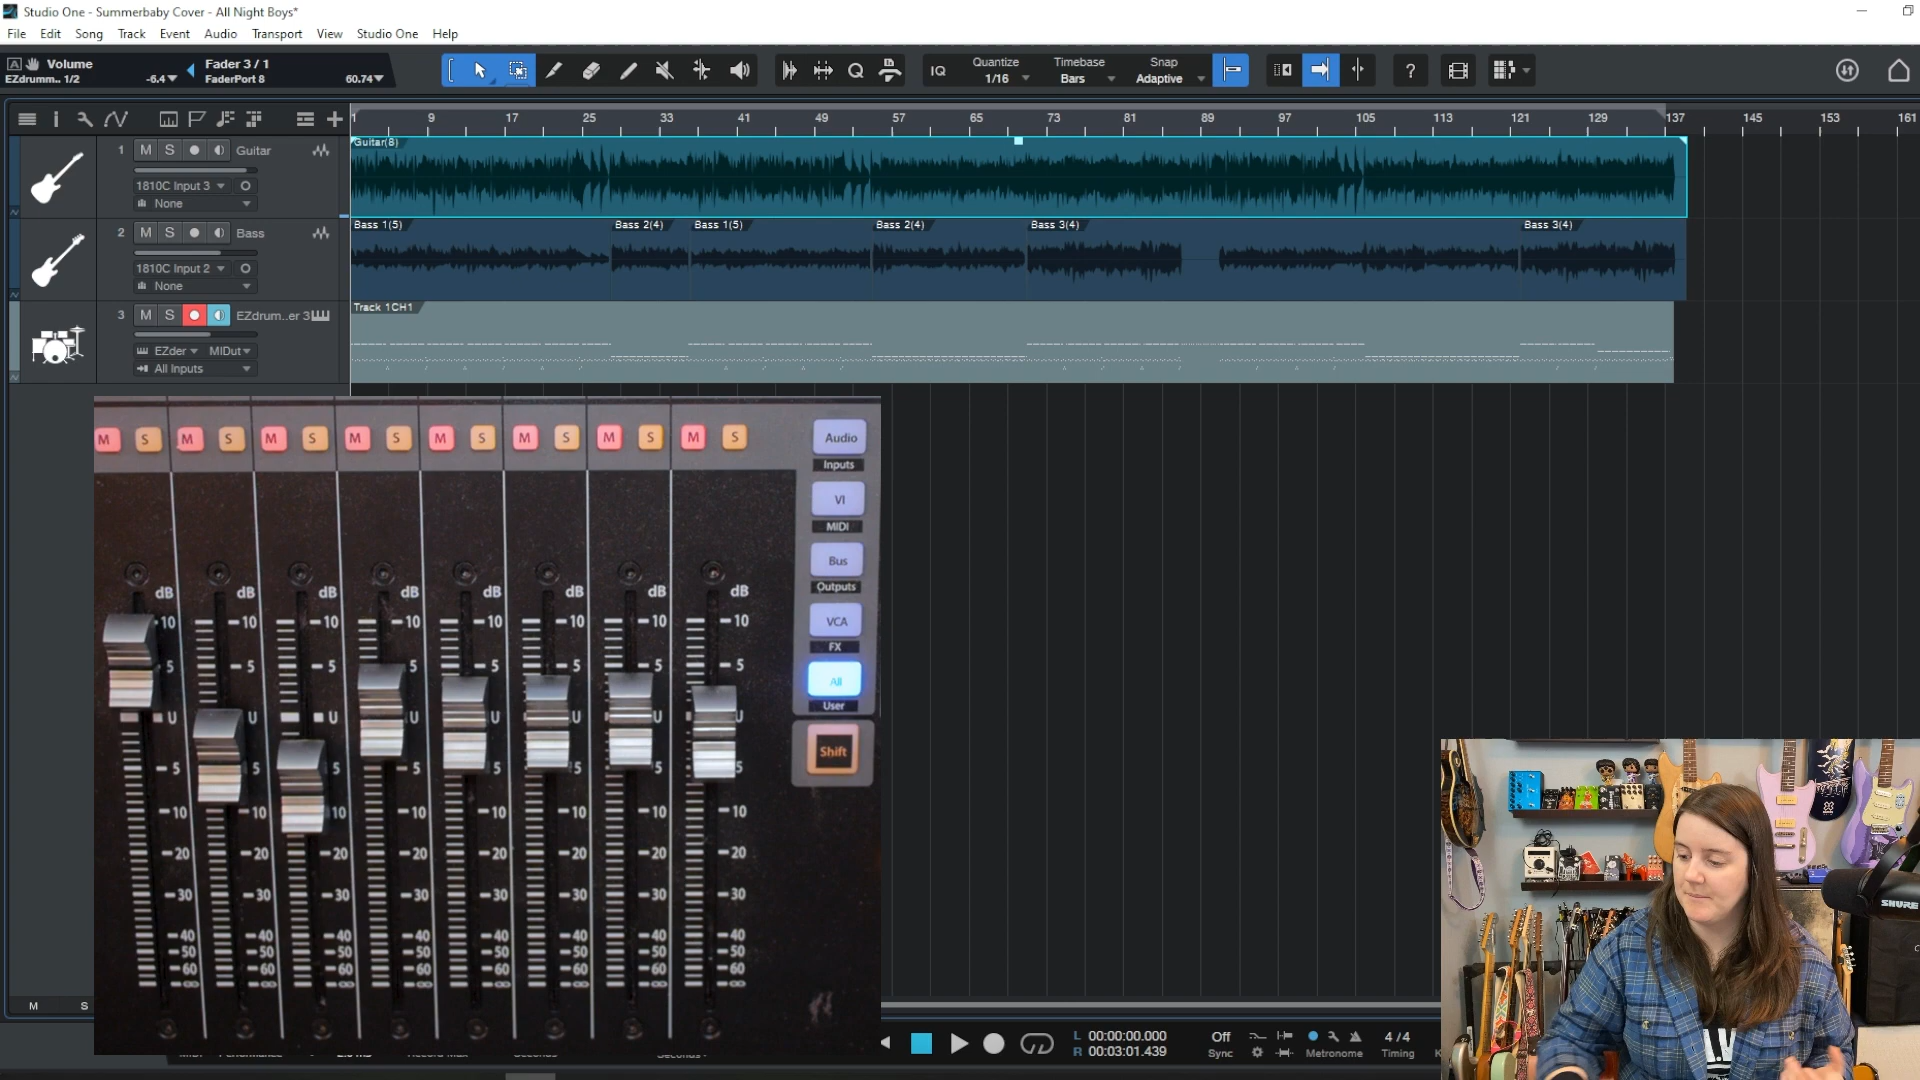 Studio One - Summerbaby Cover - All Night Boys*
File Edit Song Track Event Audio Transport View Studio One Help
A Volume
EZdrumm.. 1/2 -6.4
Fader 3 / 1
FaderPort 8 60.74
IQ
Quantize
1/16
Timebase
Bars
Snap
Adaptive
?
1 9 17 25 33 41 49 57 65 73 81 89 97 105 113 121 129 137 145 153 161
1 M S Guitar
1810C Input 3
None
Guitar(8)
2 M S Bass
1810C Input 2
None
Bass 1(5) Bass 2(4) Bass 1(5) Bass 2(4) Bass 3(4) Bass 3(4)
3 M S EZdrum..er 3
EZder MIDut
All Inputs
Track 1CH1
M S M S M S M S M S M S M S M S
Audio
Inputs
VI
MIDI
Bus
Outputs
VCA
FX
All
User
Shift
dB dB dB dB dB dB dB dB
10 10 10 10 10 10 10 10
5 5 5 5 5 5 5
U U U U U U
5 5 5 5 5 5 5
10 10 10 10 10 10 10 10
20 20 20 20 20 20 20 20
30 30 30 30 30 30 30 30
40 40 40 40 40 40 40 40
50 50 50 50 50 50 50 50
60 60 60 60 60 60 60 60
∞ ∞ ∞ ∞ ∞ ∞ ∞ ∞
M S
L 00:00:00.000
R 00:03:01.439
Off
Sync
Metronome
4 / 4
Timing
K
SHURE